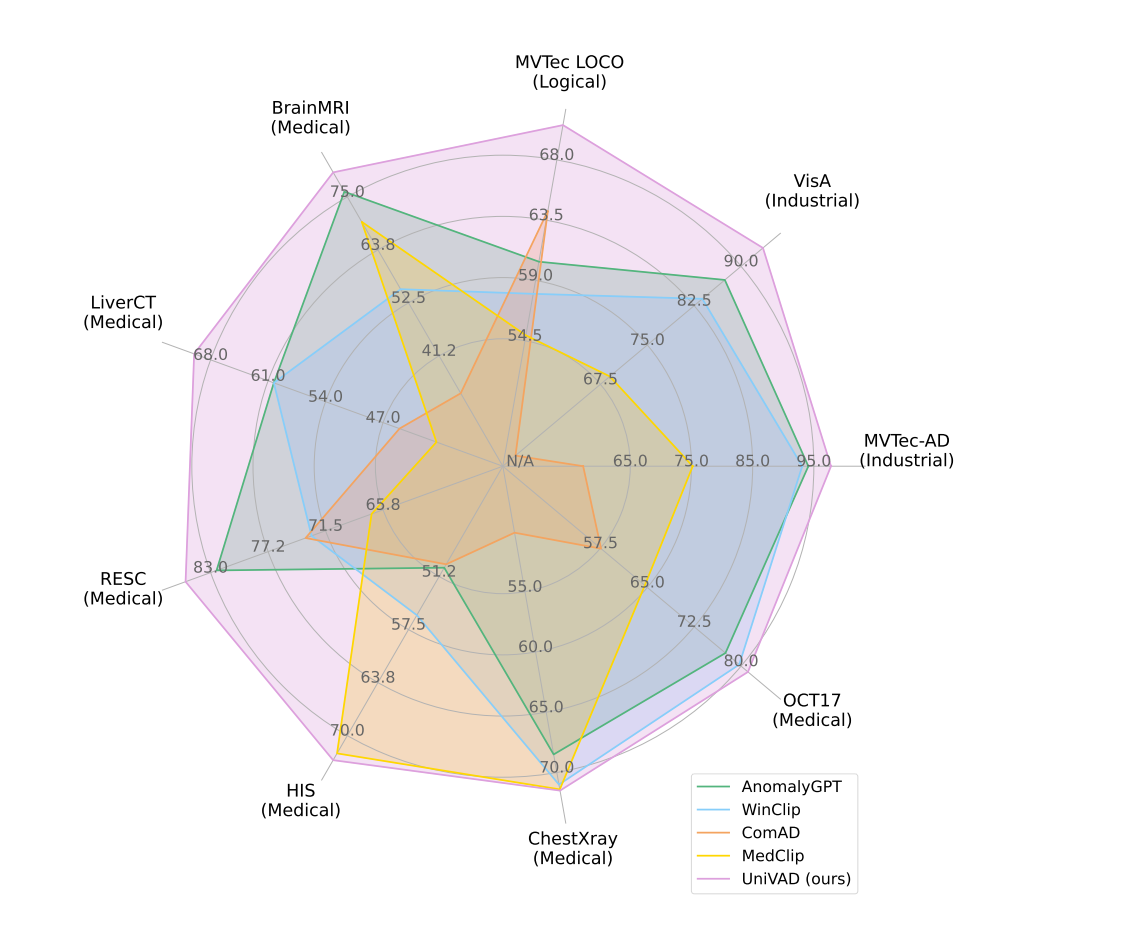 MVTec LOCO
(Logical)
BrainMRI
(Medical)
VisA
(Industrial)
LiverCT
(Medical)
MVTec-AD
(Industrial)
RESC
(Medical)
OCT17
(Medical)
HIS
(Medical)
ChestXray
(Medical)
68.0
63.5
59.0
54.5
75.0
63.8
52.5
41.2
90.0
82.5
75.0
67.5
68.0
61.0
54.0
47.0
N/A
65.0
75.0
85.0
95.0
65.8
71.5
77.2
83.0
51.2
57.5
63.8
70.0
55.0
60.0
65.0
70.0
57.5
65.0
72.5
80.0
AnomalyGPT
WinClip
ComAD
MedClip
UniVAD (ours)